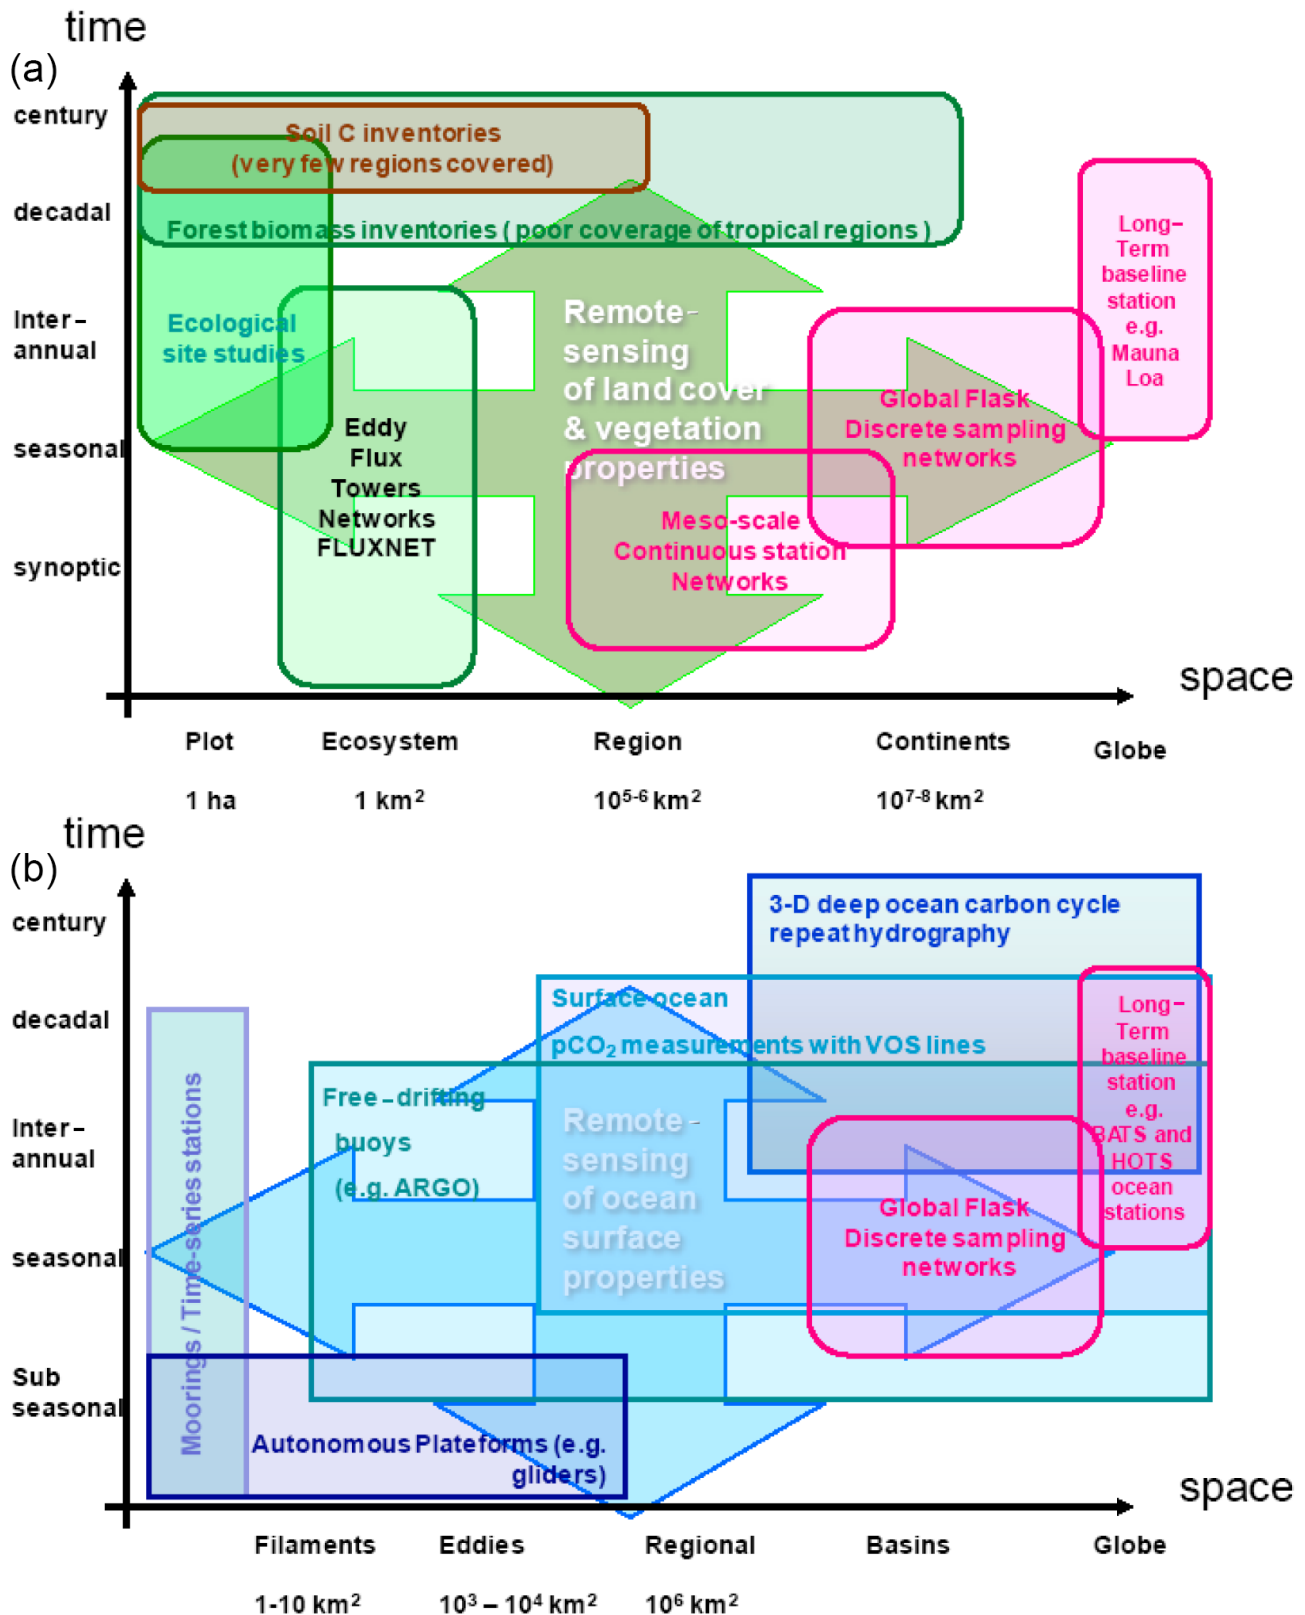 time
(a)
century
Soil C inventories
(very few regions covered)
decadal
Forest biomass inventories ( poor coverage of tropical regions )
Long–
Term
baseline
station
e.g.
Mauna
Loa
Inter –
annual
Ecological
site studies
Remote-
sensing
of land cover
& vegetation
properties
Eddy
Flux
Towers
Networks
FLUXNET
Global Flask
Discrete sampling
networks
seasonal
Meso-scale
Continuous station
Networks
synoptic
space
Plot
Ecosystem
Region
Continents
Globe
1 ha
1 km²
10⁵⁻⁶ km²
10⁷⁻⁸ km²
time
(b)
century
3-D deep ocean carbon cycle
repeat hydrography
decadal
Surface ocean
pCO₂ measurements with VOS lines
Long–
Term
baseline
station
e.g.
BATS and
HOTS
ocean
stations
Moorings / Time-series stations
Free – drifting
buoys
(e.g. ARGO)
Inter –
annual
Remote -
sensing
of ocean
surface
properties
Global Flask
Discrete sampling
networks
seasonal
Sub
seasonal
Autonomous Plateforms (e.g.
gliders)
space
Filaments
Eddies
Regional
Basins
Globe
1-10 km²
10³ – 10⁴ km²
10⁶ km²